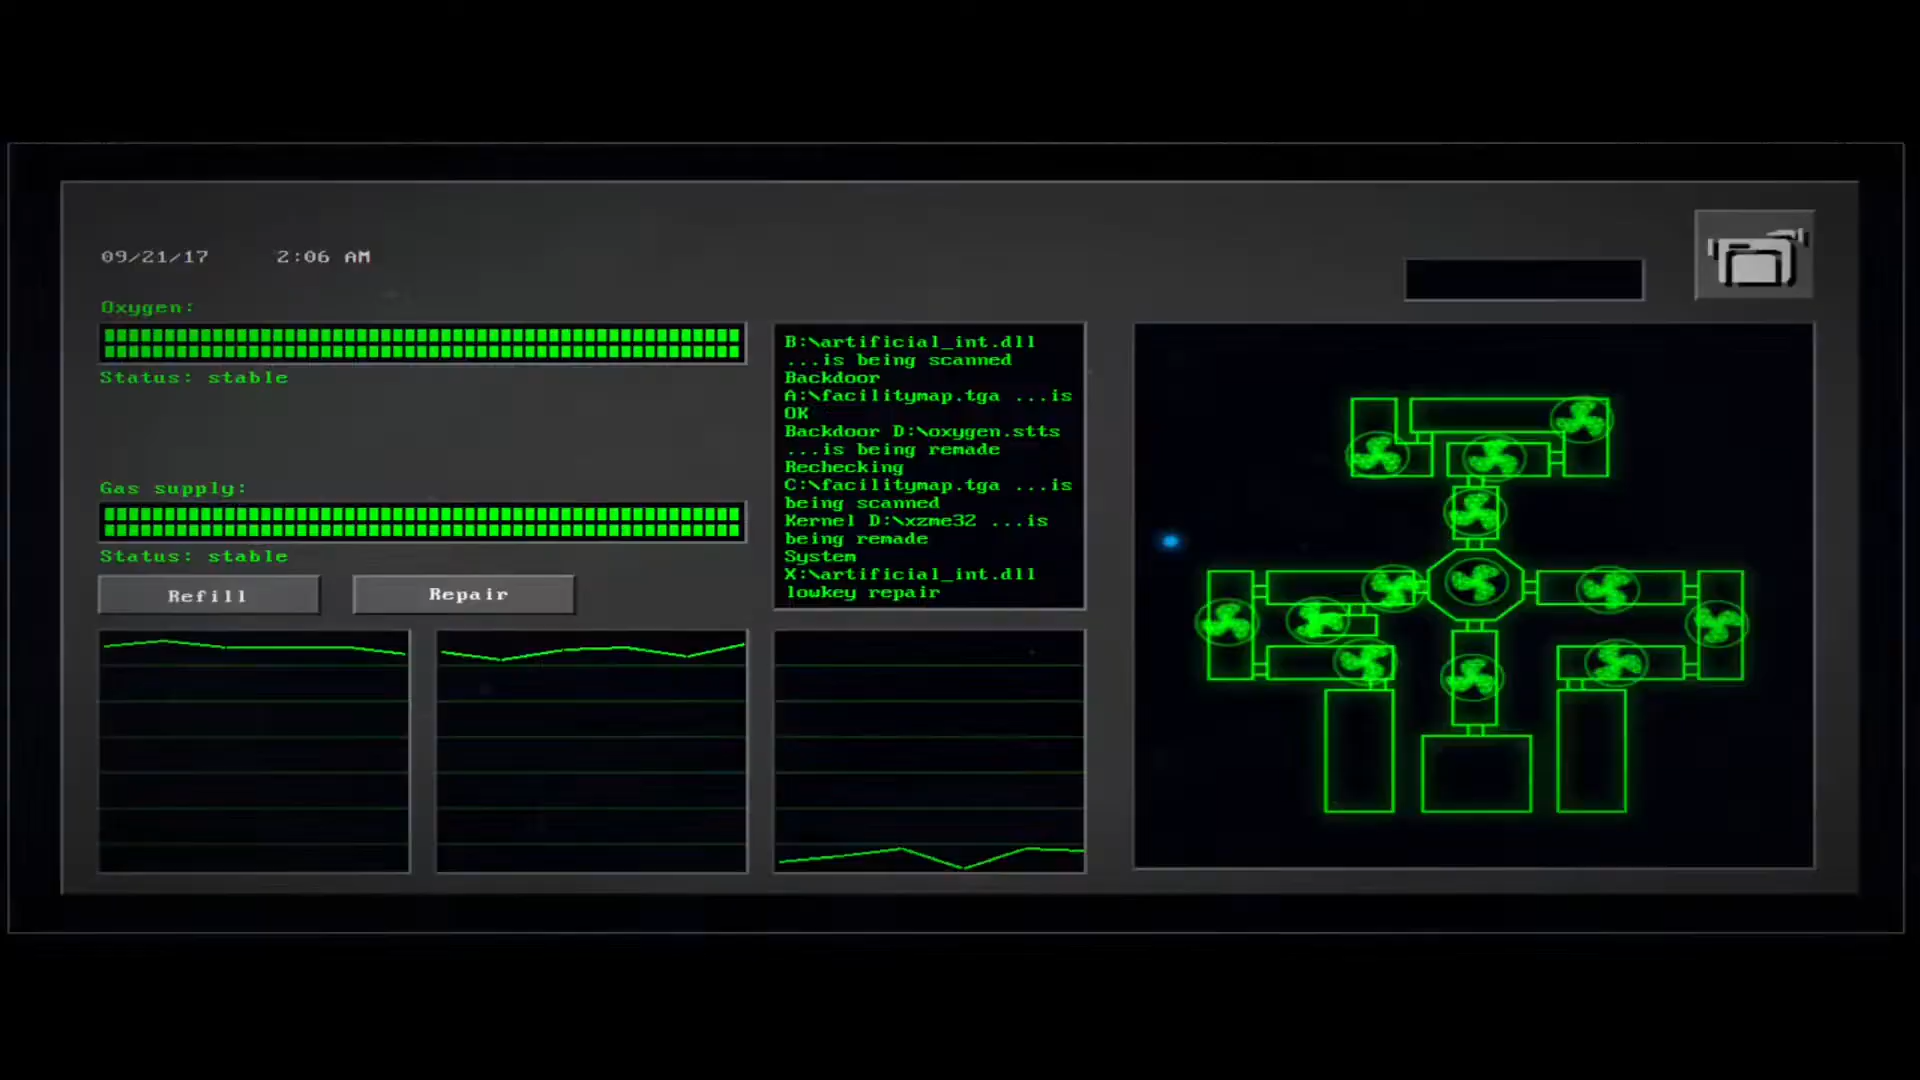 09/21/17 2:06 AM
Oxygen:
Status: stable
Gas supply:
Status: stable
Refill Repair
B:\artificial_int.dll
...is being scanned
Backdoor
A:\facilitymap.tga ...is
OK
Backdoor D:\oxygen.stts
...is being remade
Rechecking
C:\facilitymap.tga ...is
being scanned
Kernel D:\xzme32 ...is
being remade
System
X:\artificial_int.dll
lowkey repair